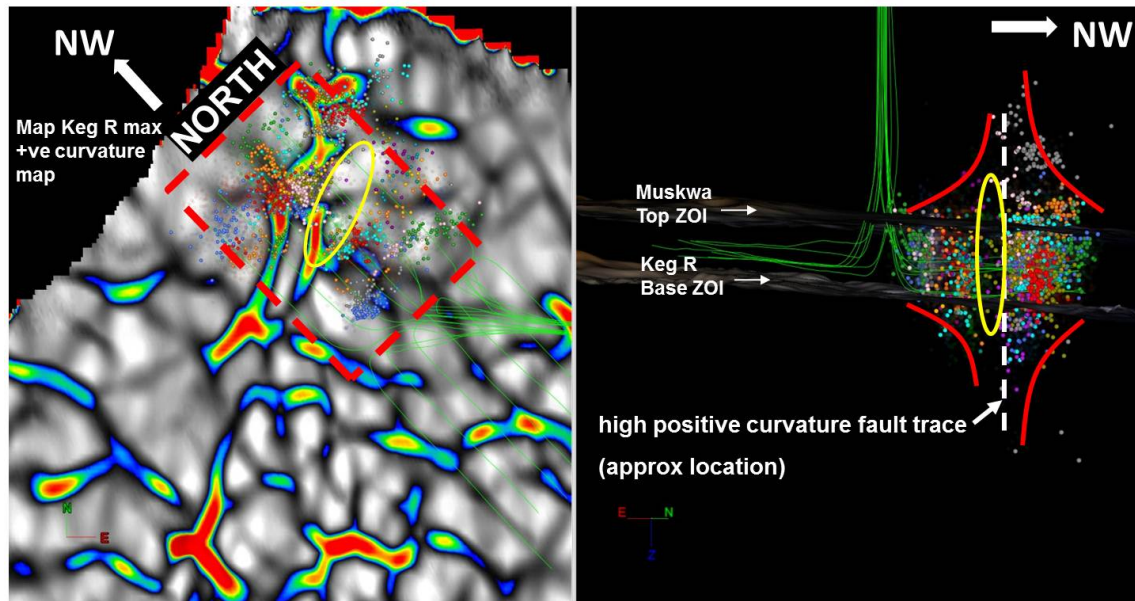 NW
NORTH
Map Keg R max
+ve curvature
map
N
E
NW
Muskwa
Top ZOI
Keg R
Base ZOI
high positive curvature fault trace
(approx location)
E
N
Z